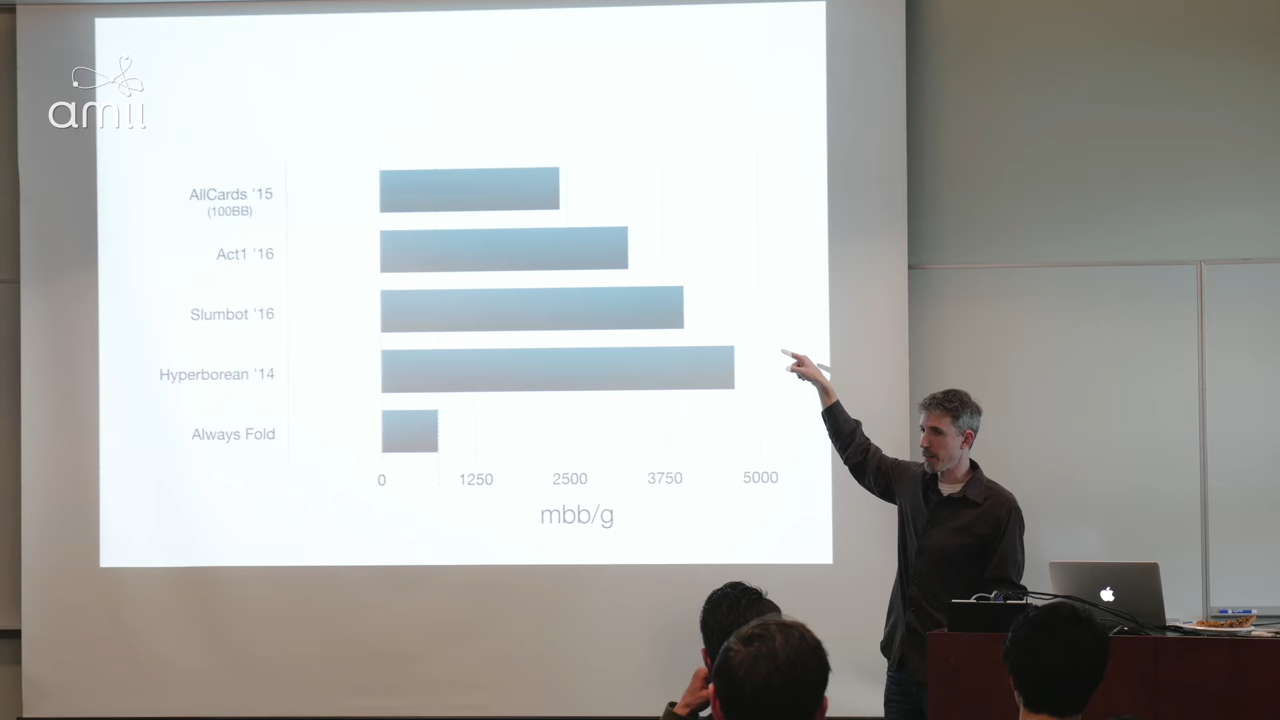 amii
AllCards '15
(100BB)
Act1 '16
Slumbot '16
Hyperborean '14
Always Fold
0 1250 2500 3750 5000
mbb/g